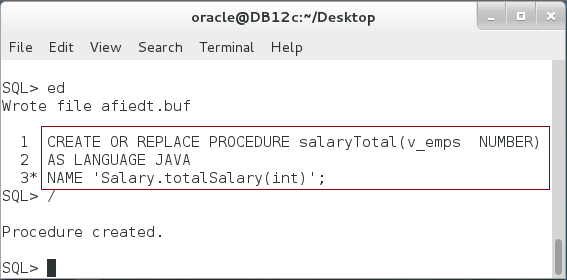 oracle@DB12c:~/Desktop
File Edit View Search Terminal Help
SQL> ed
Wrote file afiedt.buf
1 CREATE OR REPLACE PROCEDURE salaryTotal(v_emps  NUMBER)
2 AS LANGUAGE JAVA
3* NAME 'Salary.totalSalary(int)';
SQL> /
Procedure created.
SQL>